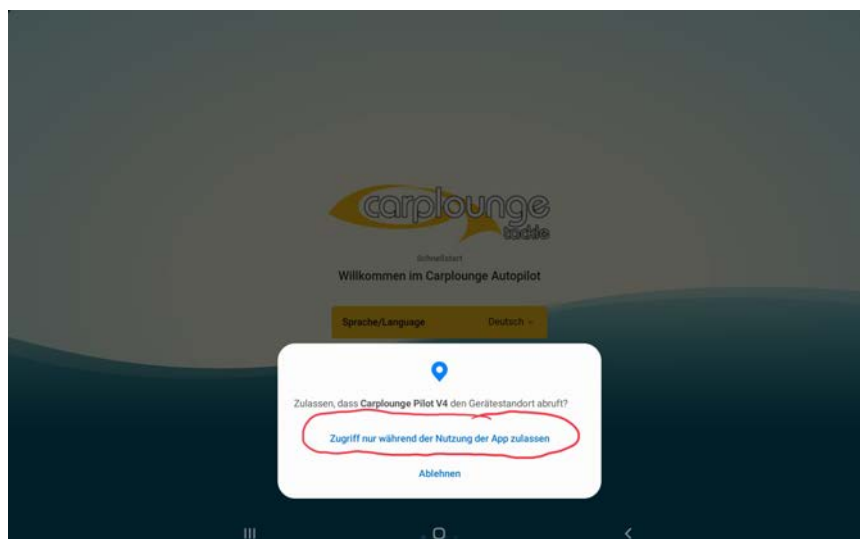 carplounge
tackle
Schnellstart
Willkommen im Carplounge Autopilot
Sprache/Language Deutsch
Zulassen, dass Carplounge Pilot V4 den Gerätestandort abruft?
Zugriff nur während der Nutzung der App zulassen
Ablehnen